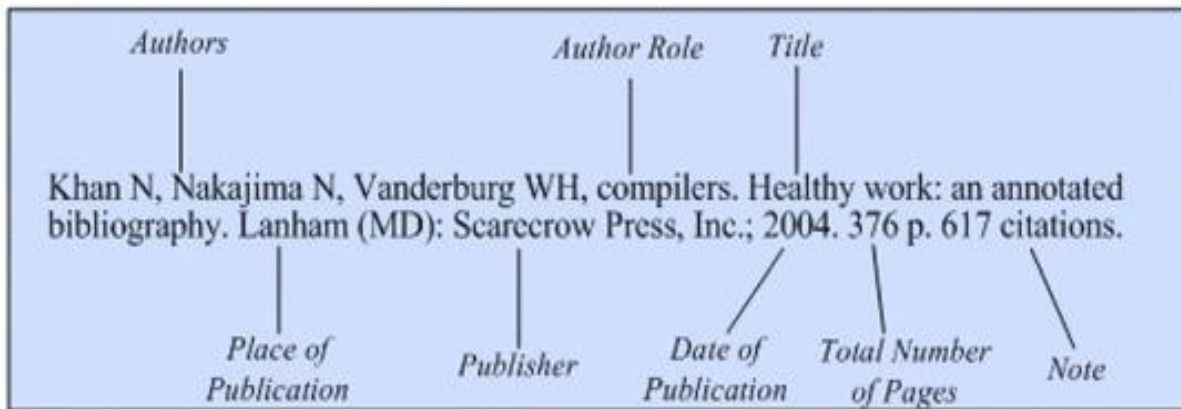 Authors
Author Role
Title
Khan N, Nakajima N, Vanderburg WH, compilers. Healthy work: an annotated
bibliography. Lanham (MD): Scarecrow Press, Inc.; 2004. 376 p. 617 citations.
Place of
Publication
Publisher
Date of
Publication
Total Number
of Pages
Note